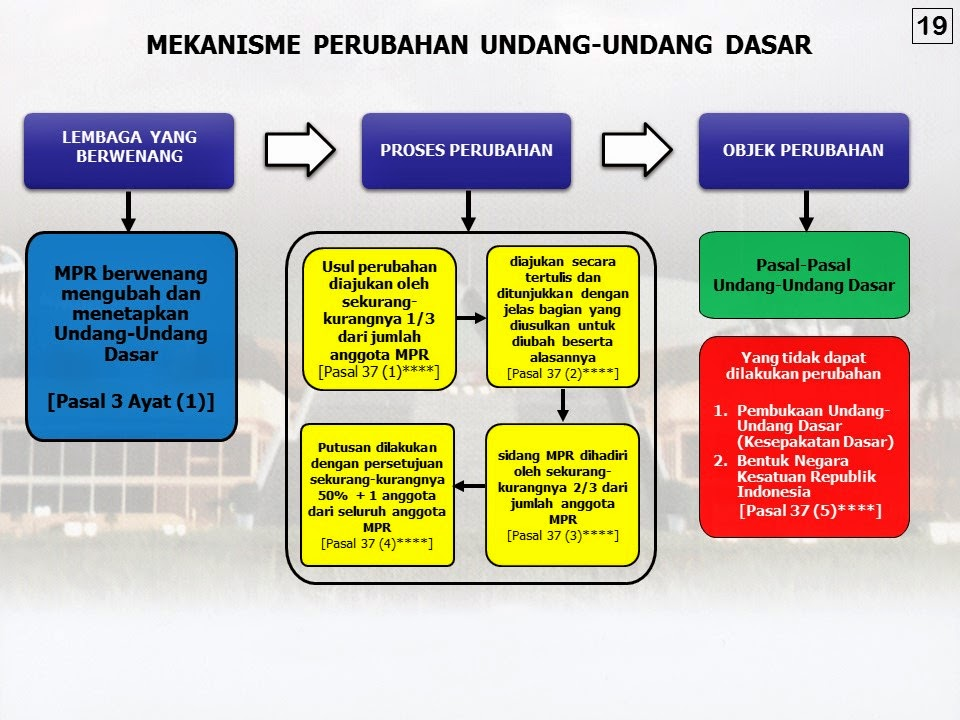 19
MEKANISME PERUBAHAN UNDANG-UNDANG DASAR
LEMBAGA YANG
BERWENANG
PROSES PERUBAHAN
OBJEK PERUBAHAN
MPR berwenang
mengubah dan
menetapkan
Undang-Undang
Dasar
[Pasal 3 Ayat (1)]
Usul perubahan
diajukan oleh
sekurang-
kurangnya 1/3
dari jumlah
anggota MPR
[Pasal 37 (1)****]
diajukan secara
tertulis dan
ditunjukkan dengan
jelas bagian yang
diusulkan untuk
diubah beserta
alasannya
[Pasal 37 (2)****]
sidang MPR dihadiri
oleh sekurang-
kurangnya 2/3 dari
jumlah anggota
MPR
[Pasal 37 (3)****]
Putusan dilakukan
dengan persetujuan
sekurang-kurangnya
50% + 1 anggota
dari seluruh anggota
MPR
[Pasal 37 (4)****]
Pasal-Pasal
Undang-Undang Dasar
Yang tidak dapat
dilakukan perubahan
1. Pembukaan Undang-
Undang Dasar
(Kesepakatan Dasar)
2. Bentuk Negara
Kesatuan Republik
Indonesia
[Pasal 37 (5)****]